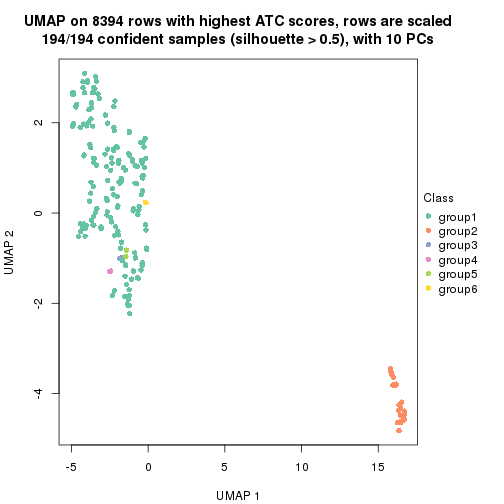 UMAP on 8394 rows with highest ATC scores, rows are scaled
194/194 confident samples (silhouette > 0.5), with 10 PCs
2
0
-2
-4
UMAP 2
-5
0
5
10
15
UMAP 1
Class
group1
group2
group3
group4
group5
group6